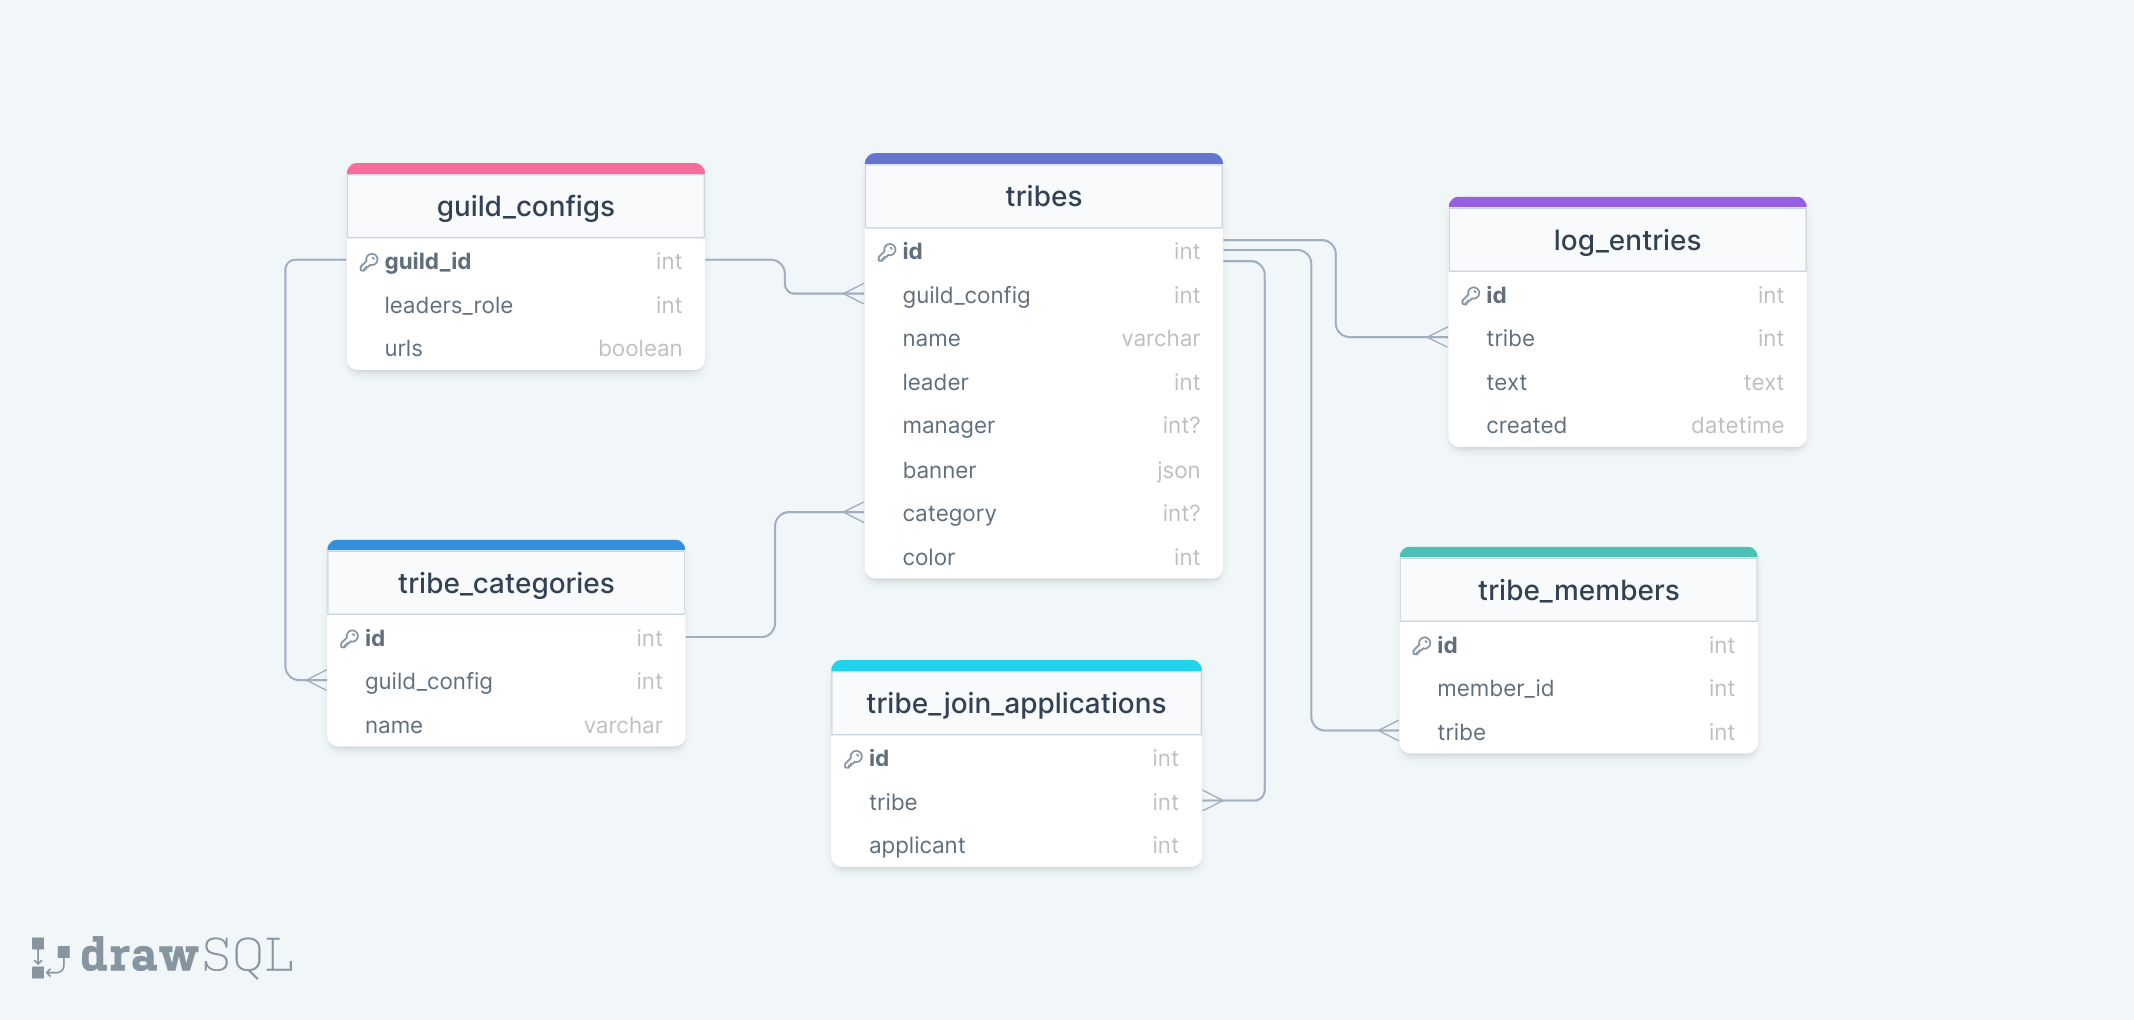 guild_configs
guild_id int
leaders_role int
urls boolean
tribes
id int
guild_config int
name varchar
leader int
manager int?
banner json
category int?
color int
log_entries
id int
tribe int
text text
created datetime
tribe_categories
id int
guild_config int
name varchar
tribe_join_applications
id int
tribe int
applicant int
tribe_members
id int
member_id int
tribe int
drawSQL